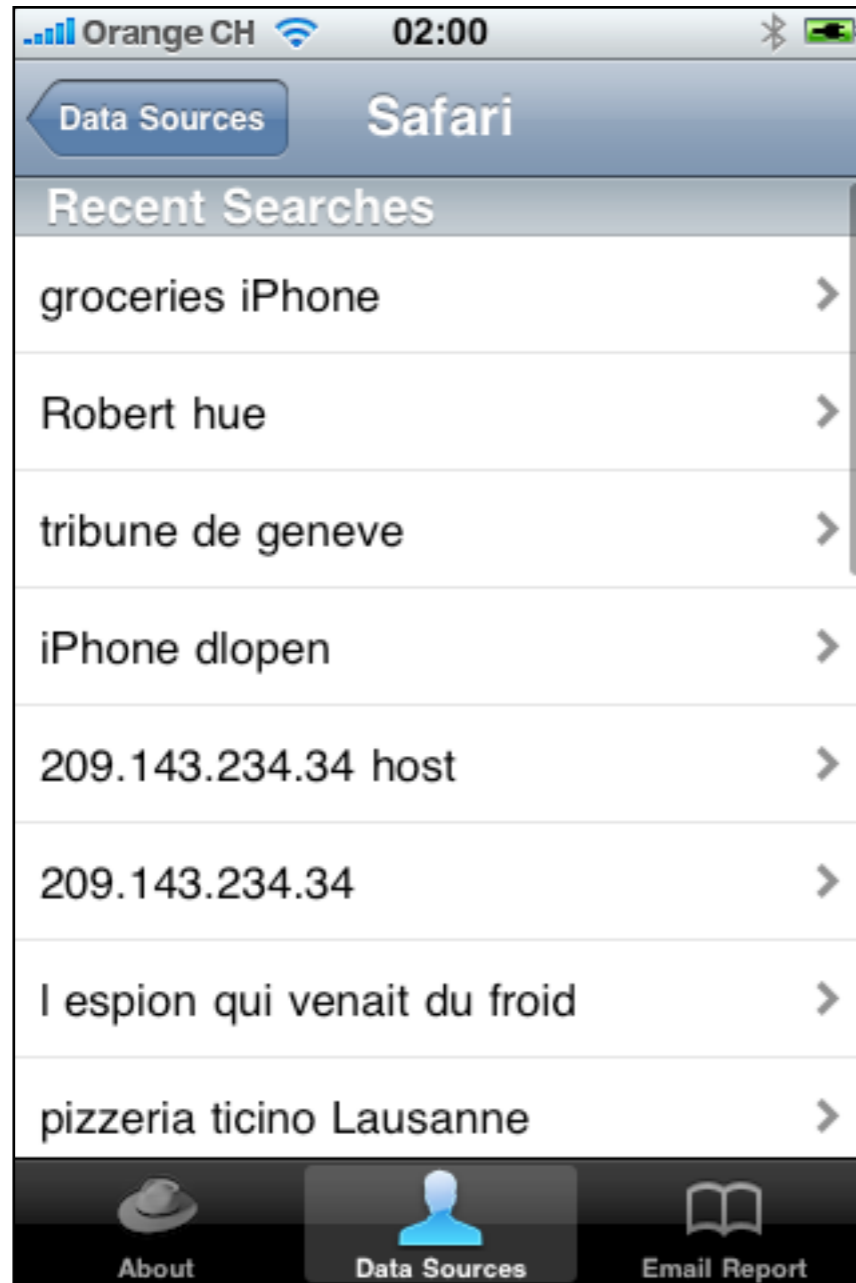 Orange CH 02:00
Data Sources Safari
Recent Searches
groceries iPhone
Robert hue
tribune de geneve
iPhone dlopen
209.143.234.34 host
209.143.234.34
l espion qui venait du froid
pizzeria ticino Lausanne
About Data Sources Email Report